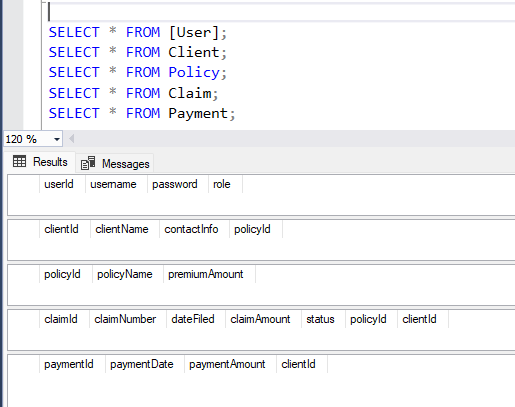 SELECT * FROM [User];
SELECT * FROM Client;
SELECT * FROM Policy;
SELECT * FROM Claim;
SELECT * FROM Payment;
120 %
Results Messages
userId username password role
clientId clientName contactInfo policyId
policyId policyName premiumAmount
claimId claimNumber dateFiled claimAmount status policyId clientId
paymentId paymentDate paymentAmount clientId